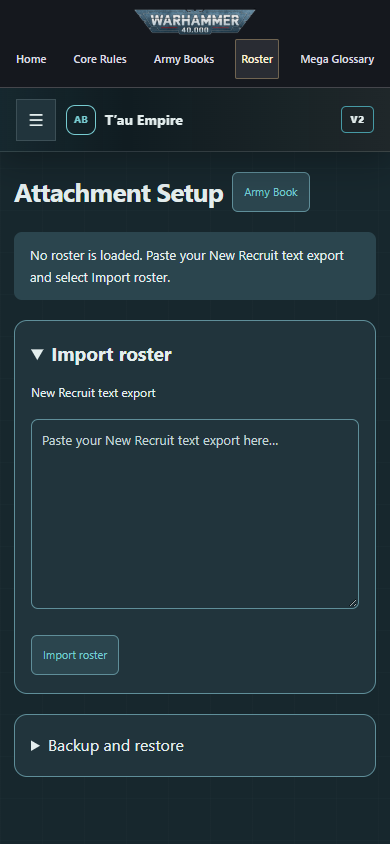 WARHAMMER
40,000
Home Core Rules Army Books Roster Mega Glossary
☰ AB T'au Empire V2
Attachment Setup Army Book
No roster is loaded. Paste your New Recruit text export
and select Import roster.
▼ Import roster
New Recruit text export
Paste your New Recruit text export here...
Import roster
▶ Backup and restore